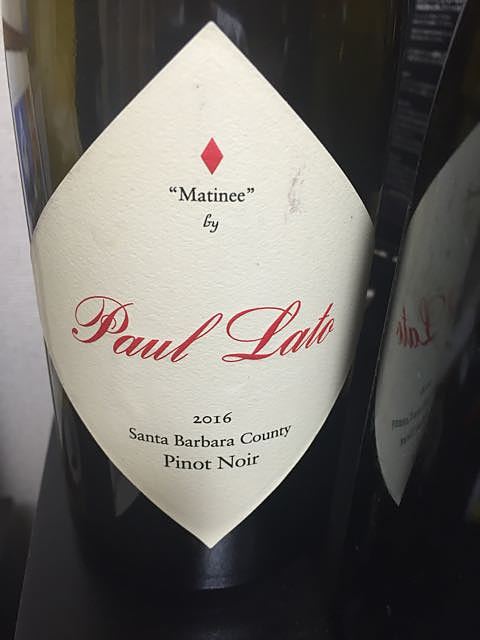 “Matinee”
by
Paul Lato
2016
Santa Barbara County
Pinot Noir